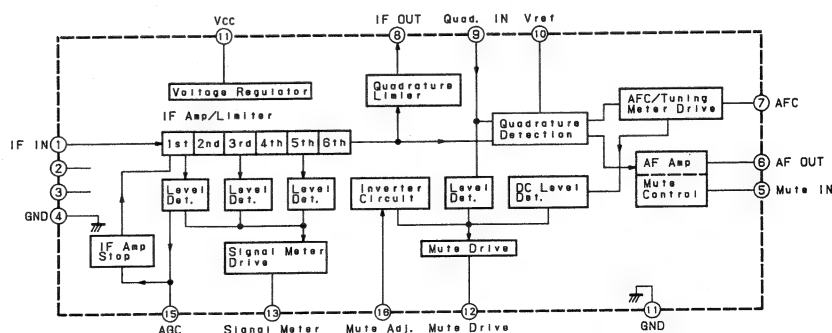 Vcc
IF OUT
Quad. IN
Vref
11
8
9
10
Voltage Regulator
Quadrature
Limier
AFC/Tuning
Meter Drive
7
AFC
IF Amp/Limiter
Quadrature
Detection
IF IN
1
1st
2nd
3rd
4th
5th
6th
2
AF Amp
6
AF OUT
3
Level
Det.
Level
Det.
Level
Det.
Inverter
Circuit
Level
Det.
DC Level
Det.
Mute
Control
5
Mute IN
GND
4
IF Amp
Stop
Signal Meter
Drive
Mute Drive
15
13
16
12
11
AGC
Signal Meter
Mute Adj.
Mute Drive
GND